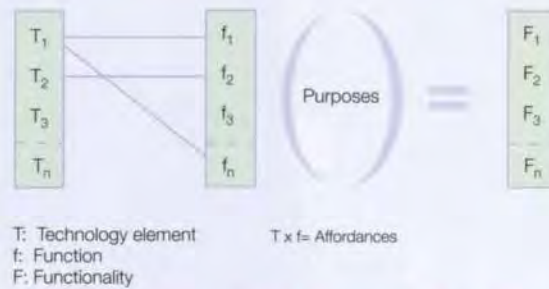 T1 f1 F1
T2 f2 Purposes = F2
T3 f3 F3
Tn fn Fn
T: Technology element T x f= Affordances
f: Function
F: Functionality